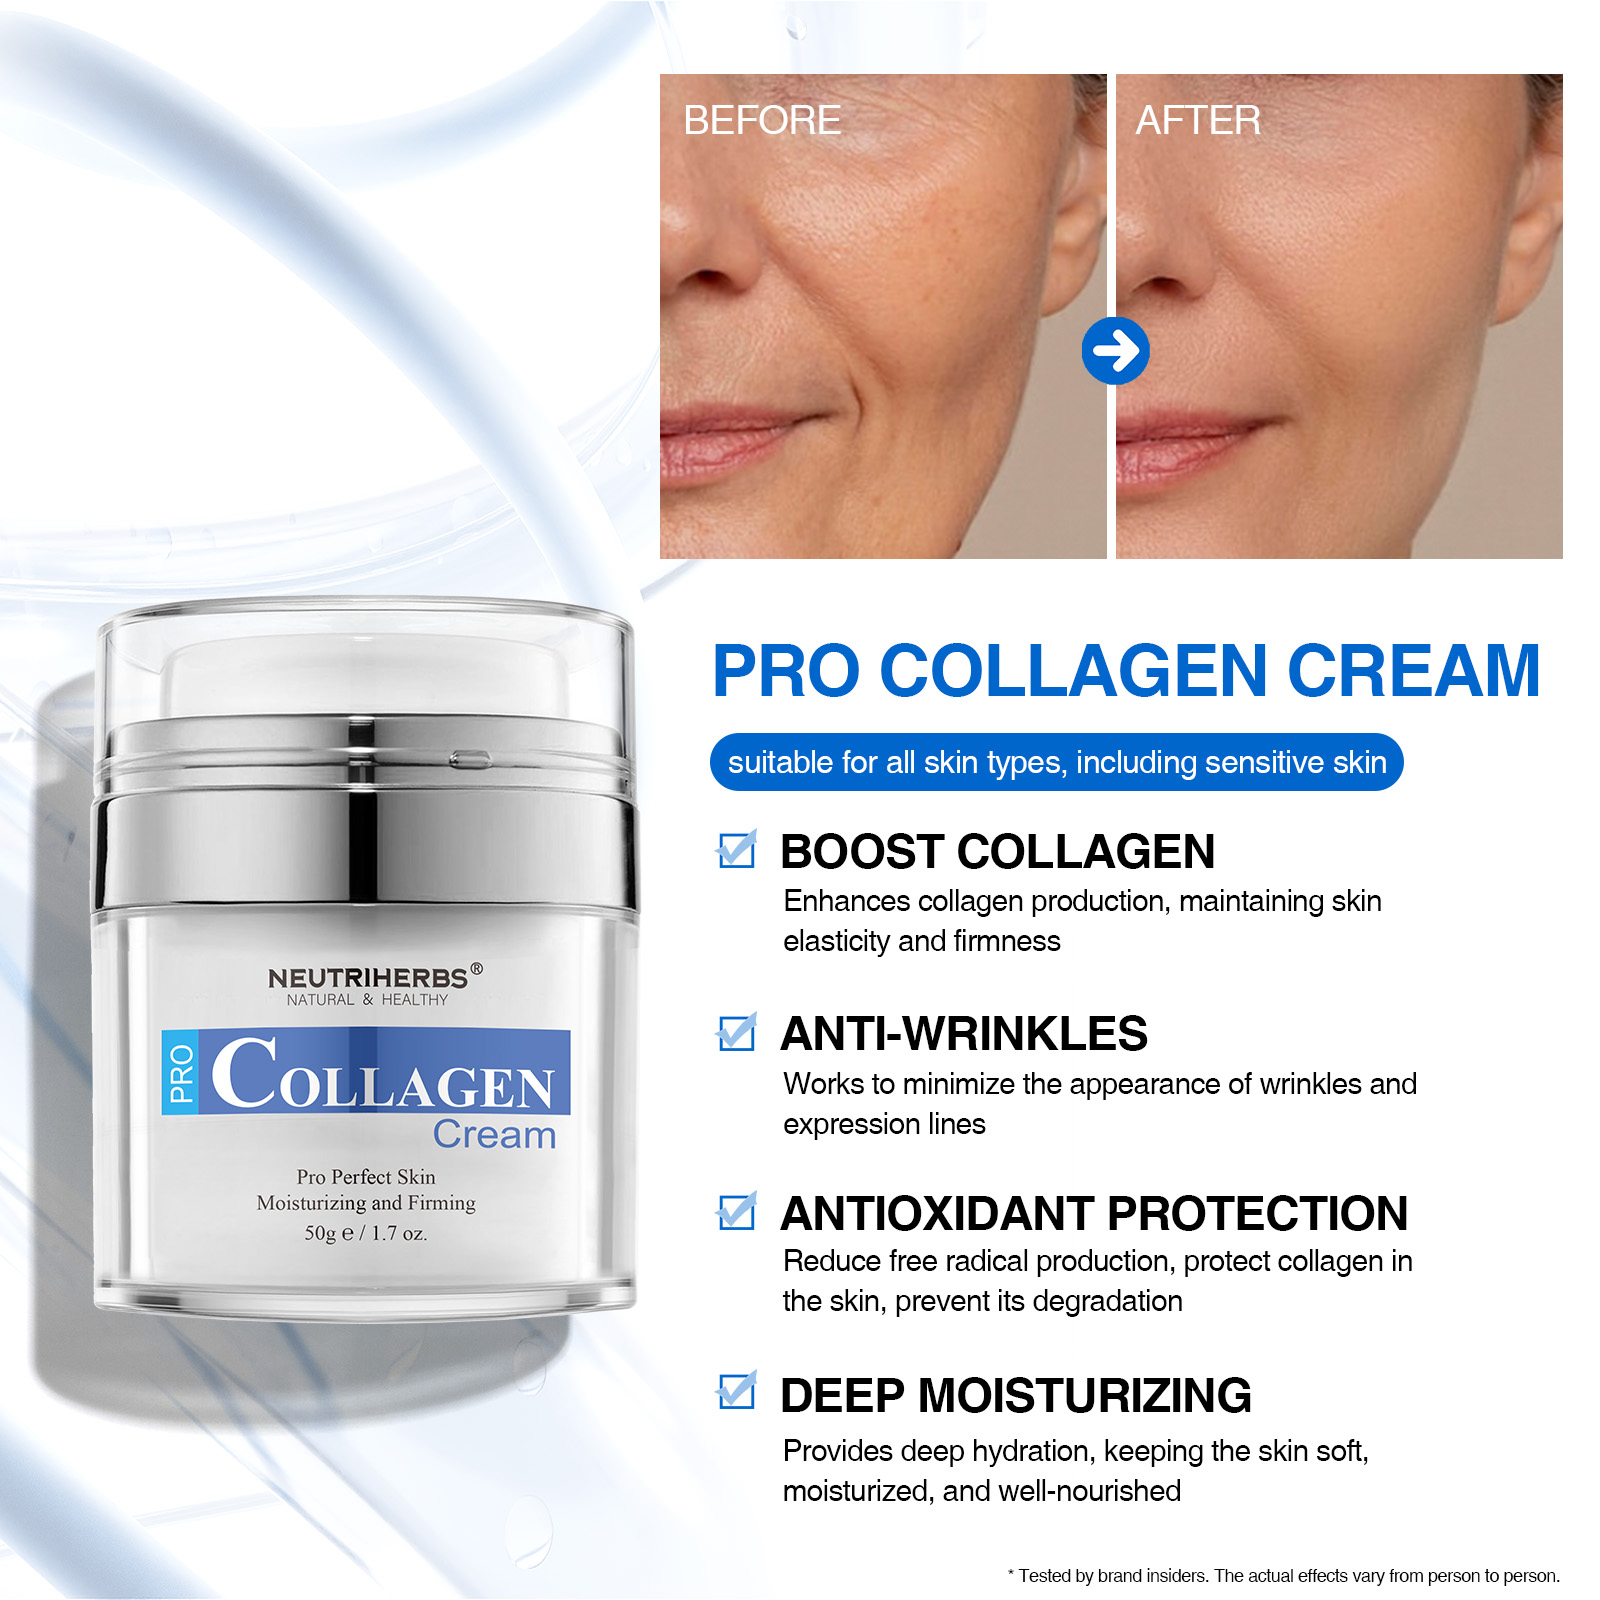 BEFORE
AFTER
PRO COLLAGEN CREAM
suitable for all skin types, including sensitive skin
BOOST COLLAGEN
Enhances collagen production, maintaining skin
elasticity and firmness
ANTI-WRINKLES
Works to minimize the appearance of wrinkles and
expression lines
ANTIOXIDANT PROTECTION
Reduce free radical production, protect collagen in
the skin, prevent its degradation
DEEP MOISTURIZING
Provides deep hydration, keeping the skin soft,
moisturized, and well-nourished
* Tested by brand insiders. The actual effects vary from person to person.
NEUTRIHERBS®
NATURAL & HEALTHY
PRO COLLAGEN
Cream
Pro Perfect Skin
Moisturizing and Firming
50g ℮ / 1.7 oz.